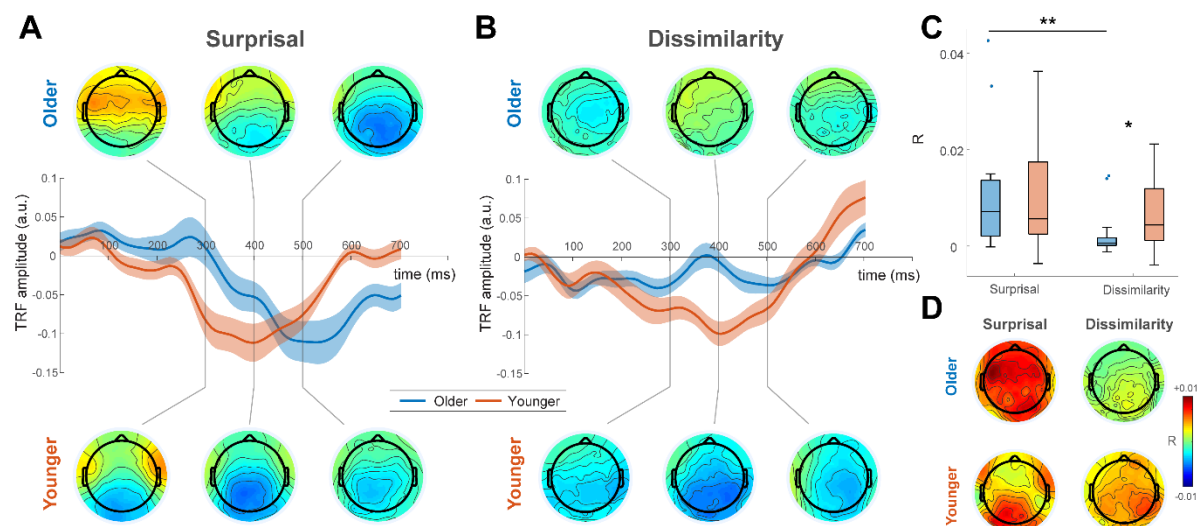 A
Surprisal
Older
TRF amplitude (a.u.)
0.1
0.05
0
-0.05
-0.1
-0.15
100 200 300 400 500 600 700
time (ms)
Younger
B
Dissimilarity
Older
TRF amplitude (a.u.)
0.1
0.05
0
-0.05
-0.1
-0.15
100 200 300 400 500 600 700
time (ms)
Older Younger
Younger
C
**
*
R
0.04
0.02
0
Surprisal Dissimilarity
D
Surprisal Dissimilarity
Older
Younger
+0.01
R
-0.01